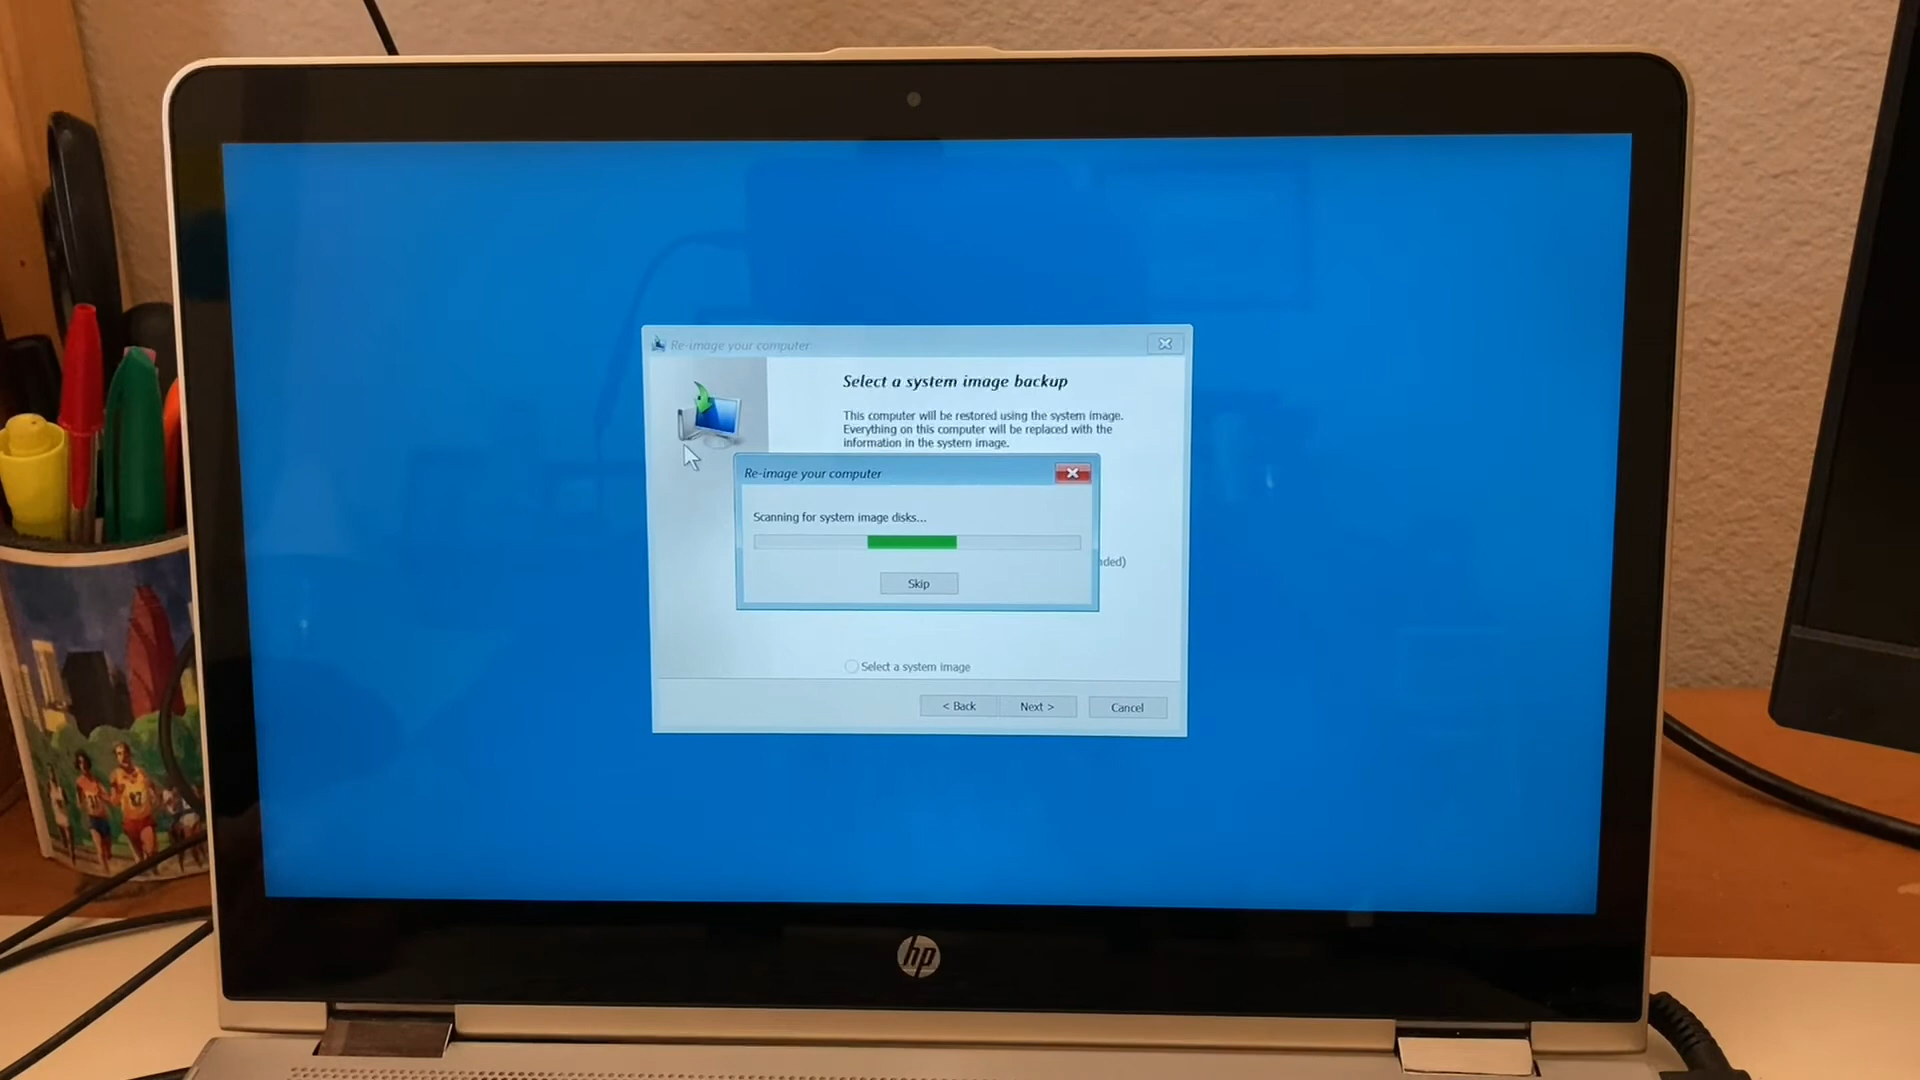 Re-image your computer
Select a system image backup
This computer will be restored using the system image.
Everything on this computer will be replaced with the
information in the system image.
Re-image your computer
Scanning for system image disks...
nded)
Skip
Select a system image
< Back
Next >
Cancel
hp